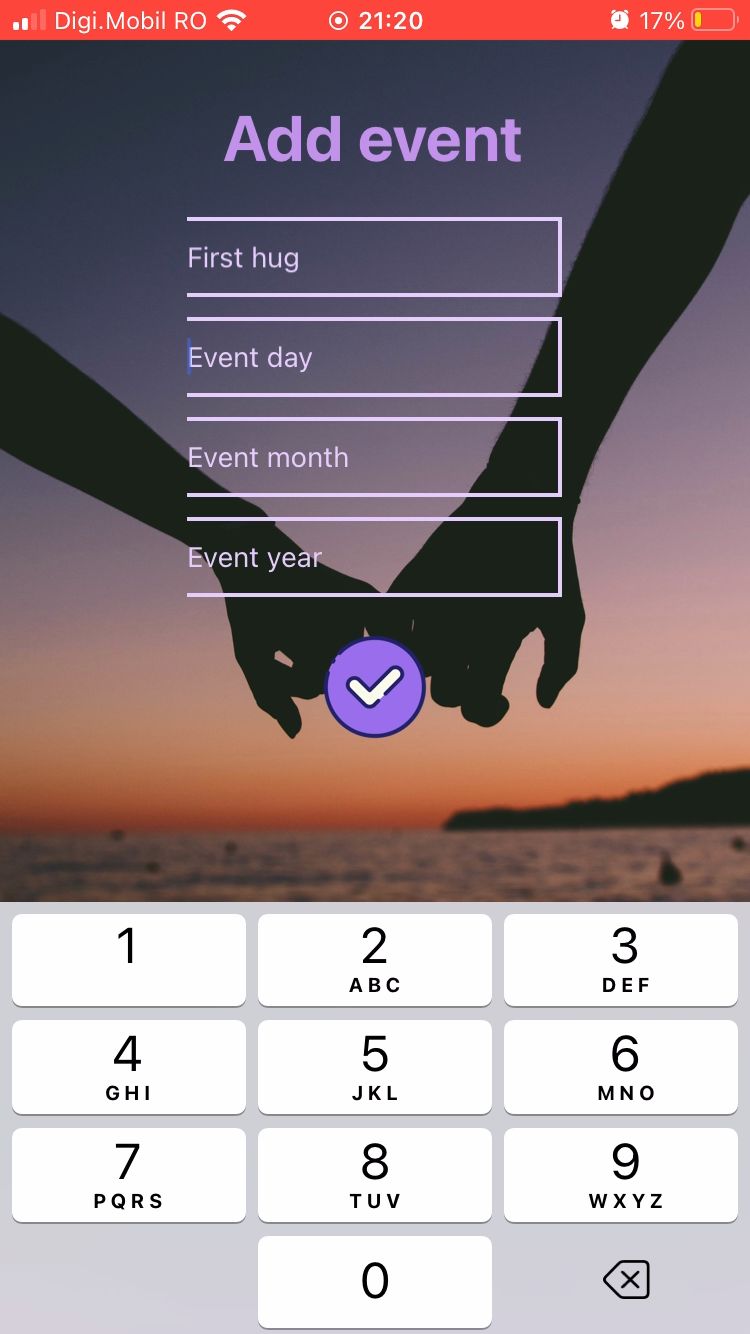 Digi.Mobil RO 21:20 17%
Add event
First hug
Event day
Event month
Event year
1 2 3
ABC DEF
4 5 6
GHI JKL MNO
7 8 9
PQRS TUV WXYZ
0